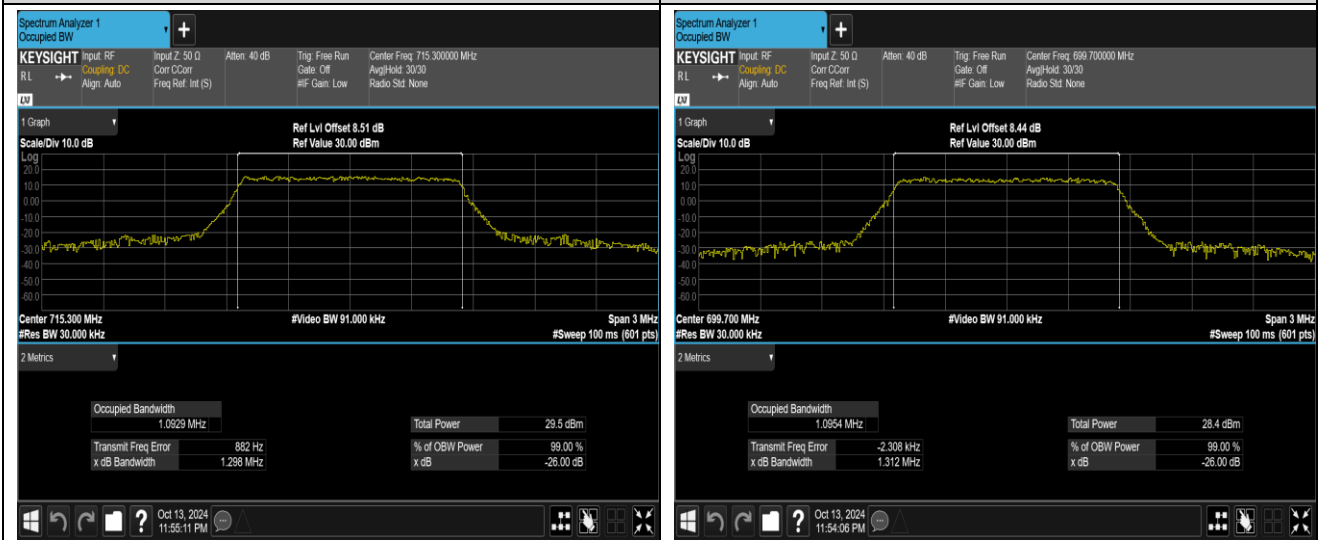 Spectrum Analyzer 1
Occupied BW
+
KEYSIGHT Input: RF Input Z: 50 Ω Atten: 40 dB Trig: Free Run Center Freq: 715.300000 MHz
RL Coupling: DC Corr CCorr Gate: Off Avg|Hold: 30/30
Align: Auto Freq Ref: Int (S) #IF Gain: Low Radio Std: None
LXI
1 Graph
Ref Lvl Offset 8.51 dB
Scale/Div 10.0 dB Ref Value 30.00 dBm
Log
20.0
10.0
0.00
-10.0
-20.0
-30.0
-40.0
-50.0
-60.0
Center 715.300 MHz #Video BW 91.000 kHz Span 3 MHz
#Res BW 30.000 kHz #Sweep 100 ms (601 pts)
2 Metrics
Occupied Bandwidth
1.0929 MHz Total Power 29.5 dBm
Transmit Freq Error 882 Hz % of OBW Power 99.00 %
x dB Bandwidth 1.298 MHz x dB -26.00 dB
? Oct 13, 2024
11:55:11 PM
Spectrum Analyzer 1
Occupied BW
+
KEYSIGHT Input: RF Input Z: 50 Ω Atten: 40 dB Trig: Free Run Center Freq: 699.700000 MHz
RL Coupling: DC Corr CCorr Gate: Off Avg|Hold: 30/30
Align: Auto Freq Ref: Int (S) #IF Gain: Low Radio Std: None
LXI
1 Graph
Ref Lvl Offset 8.44 dB
Scale/Div 10.0 dB Ref Value 30.00 dBm
Log
20.0
10.0
0.00
-10.0
-20.0
-30.0
-40.0
-50.0
-60.0
Center 699.700 MHz #Video BW 91.000 kHz Span 3 MHz
#Res BW 30.000 kHz #Sweep 100 ms (601 pts)
2 Metrics
Occupied Bandwidth
1.0954 MHz Total Power 28.4 dBm
Transmit Freq Error -2.308 kHz % of OBW Power 99.00 %
x dB Bandwidth 1.312 MHz x dB -26.00 dB
? Oct 13, 2024
11:54:06 PM